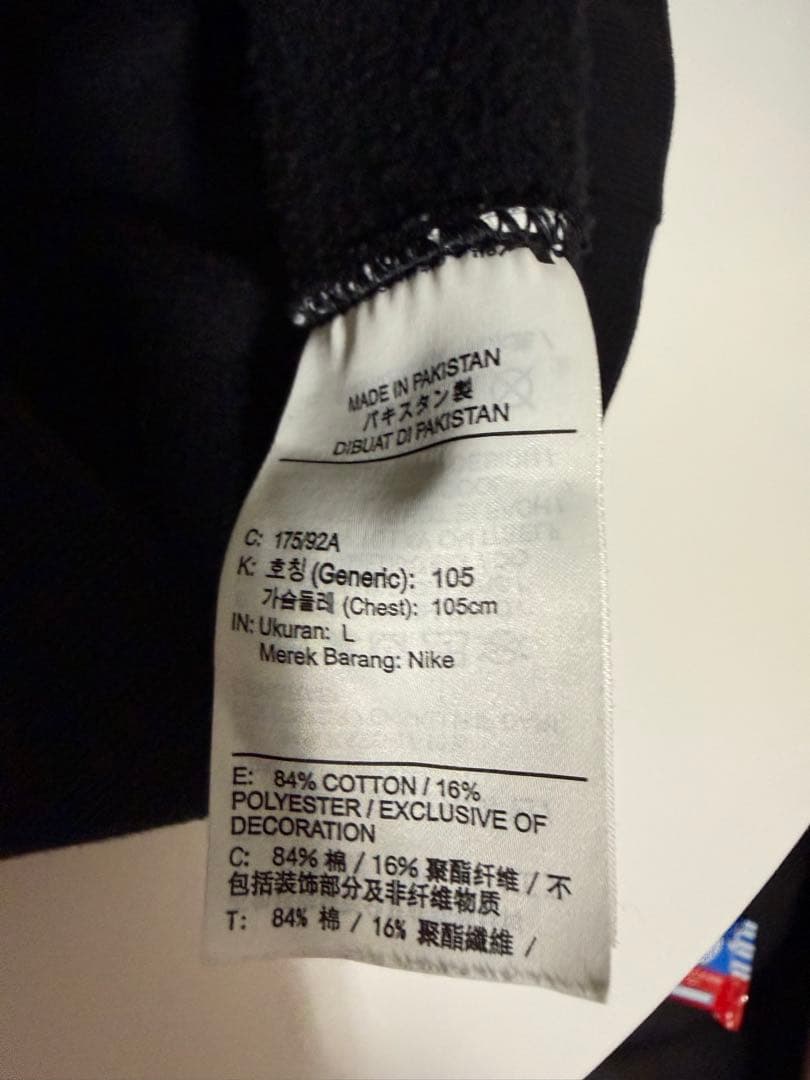 MADE IN PAKISTAN
パキスタン製
DIBUAT DI PAKISTAN
C: 175/92A
K: 호칭 (Generic): 105
가슴둘레 (Chest): 105cm
IN: Ukuran: L
Merek Barang: Nike
E: 84% COTTON / 16%
POLYESTER / EXCLUSIVE OF
DECORATION
C: 84% 棉 / 16% 聚酯纤维 / 不
包括装饰部分及非纤维物质
T: 84% 棉 / 16% 聚酯纖維 /